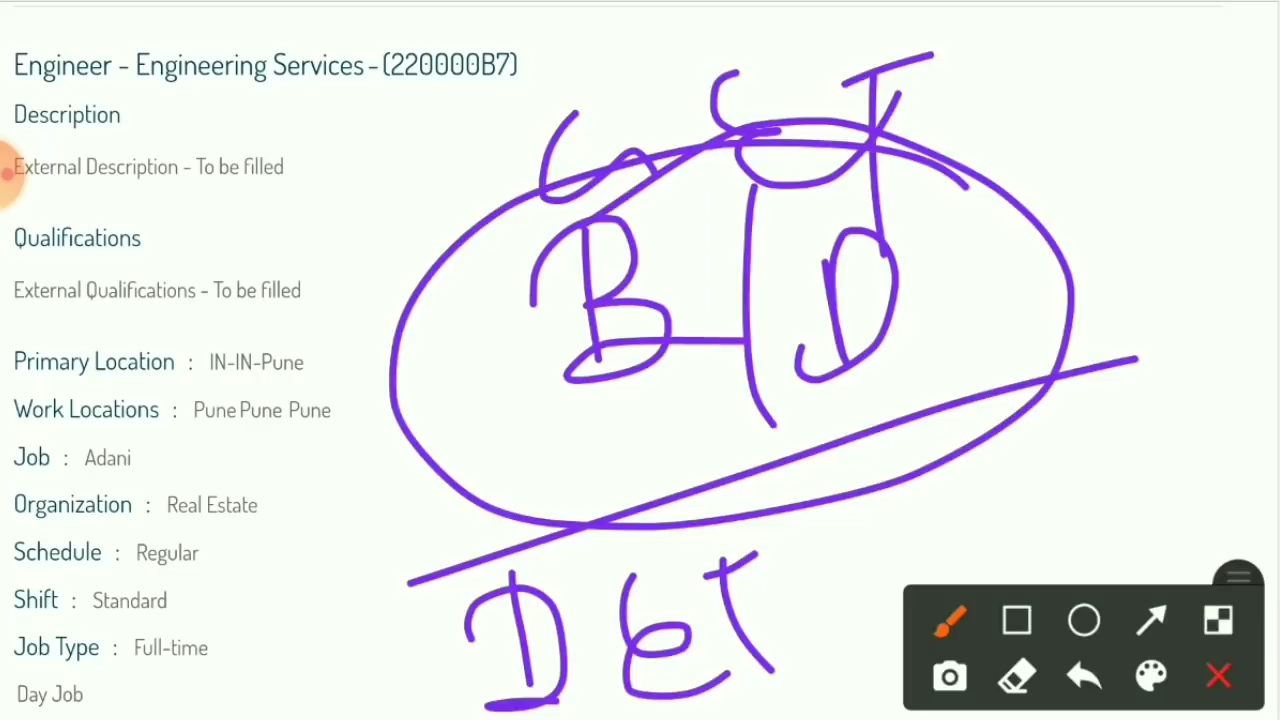 Engineer - Engineering Services - (220000B7)
Description
External Description - To be filled
Qualifications
External Qualifications - To be filled
Primary Location : IN-IN-Pune
Work Locations : Pune Pune Pune
Job : Adani
Organization : Real Estate
Schedule : Regular
Shift : Standard
Job Type : Full-time
Day Job
B D
DET